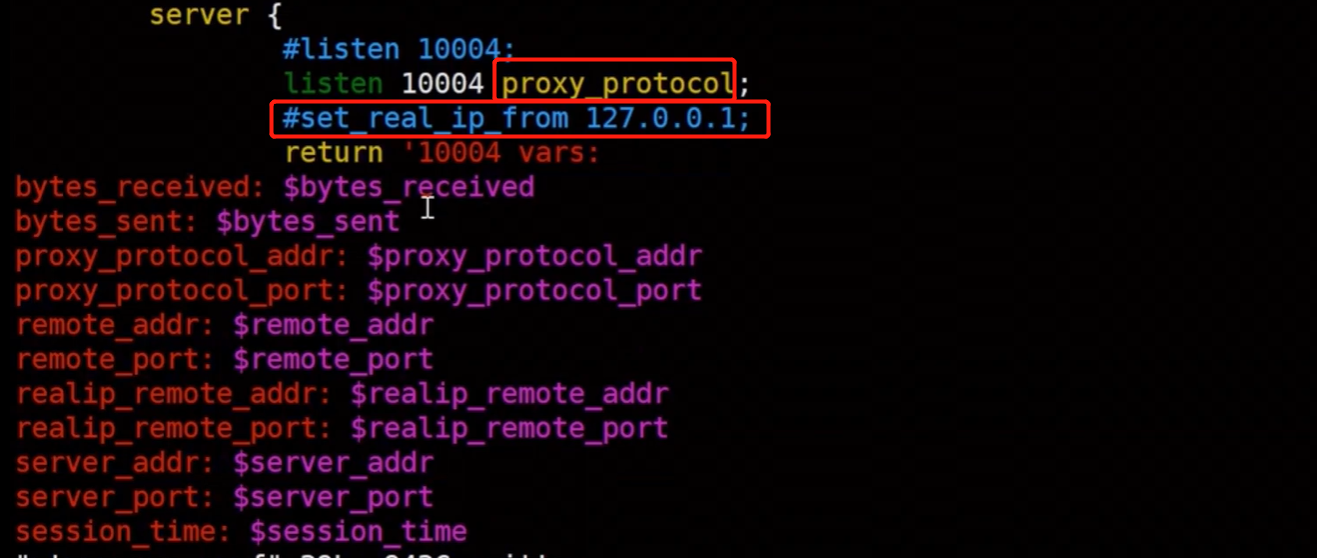 server {
#listen 10004;
listen 10004 proxy_protocol;
#set_real_ip_from 127.0.0.1;
return '10004 vars:
bytes_received: $bytes_received
bytes_sent: $bytes_sent
proxy_protocol_addr: $proxy_protocol_addr
proxy_protocol_port: $proxy_protocol_port
remote_addr: $remote_addr
remote_port: $remote_port
realip_remote_addr: $realip_remote_addr
realip_remote_port: $realip_remote_port
server_addr: $server_addr
server_port: $server_port
session_time: $session_time